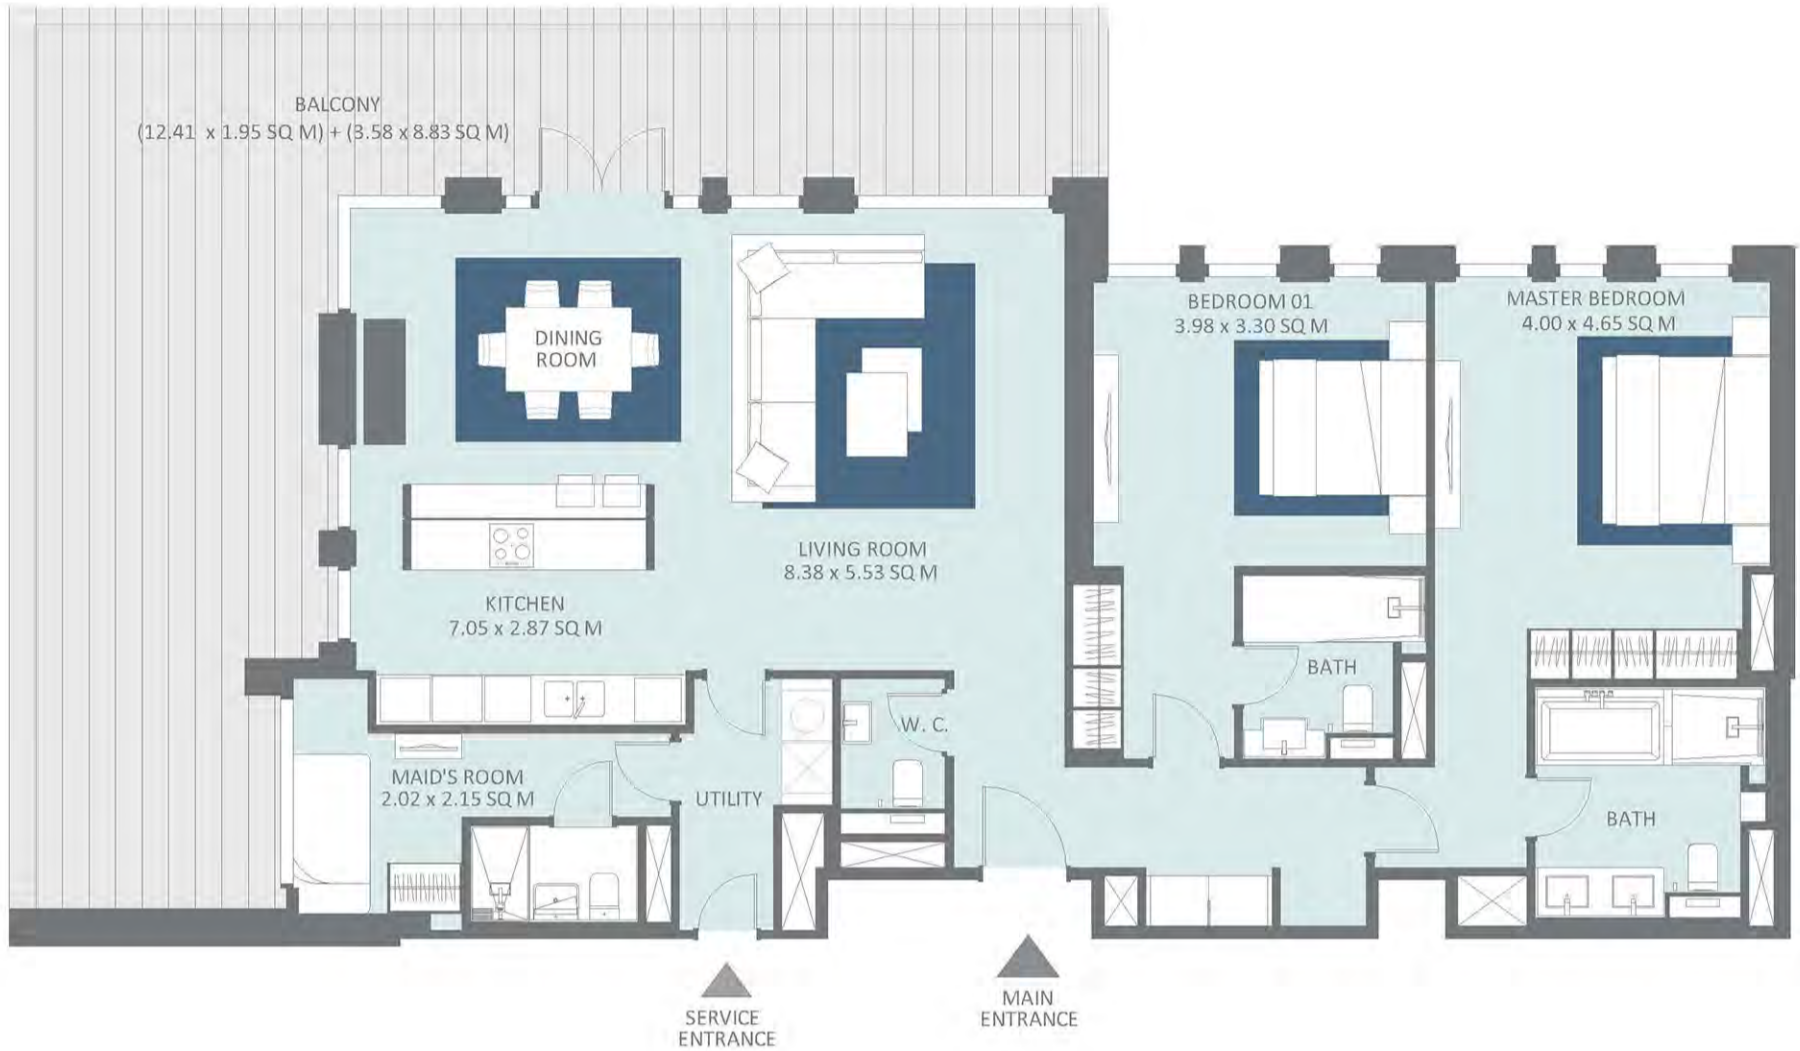 BALCONY
(12.41 x 1.95 SQ M) + (3.58 x 8.83 SQ M)
DINING
ROOM
BEDROOM 01
3.98 x 3.30 SQ M
MASTER BEDROOM
4.00 x 4.65 SQ M
LIVING ROOM
8.38 x 5.53 SQ M
KITCHEN
7.05 x 2.87 SQ M
BATH
W. C.
MAID'S ROOM
2.02 x 2.15 SQ M
UTILITY
BATH
SERVICE
ENTRANCE
MAIN
ENTRANCE